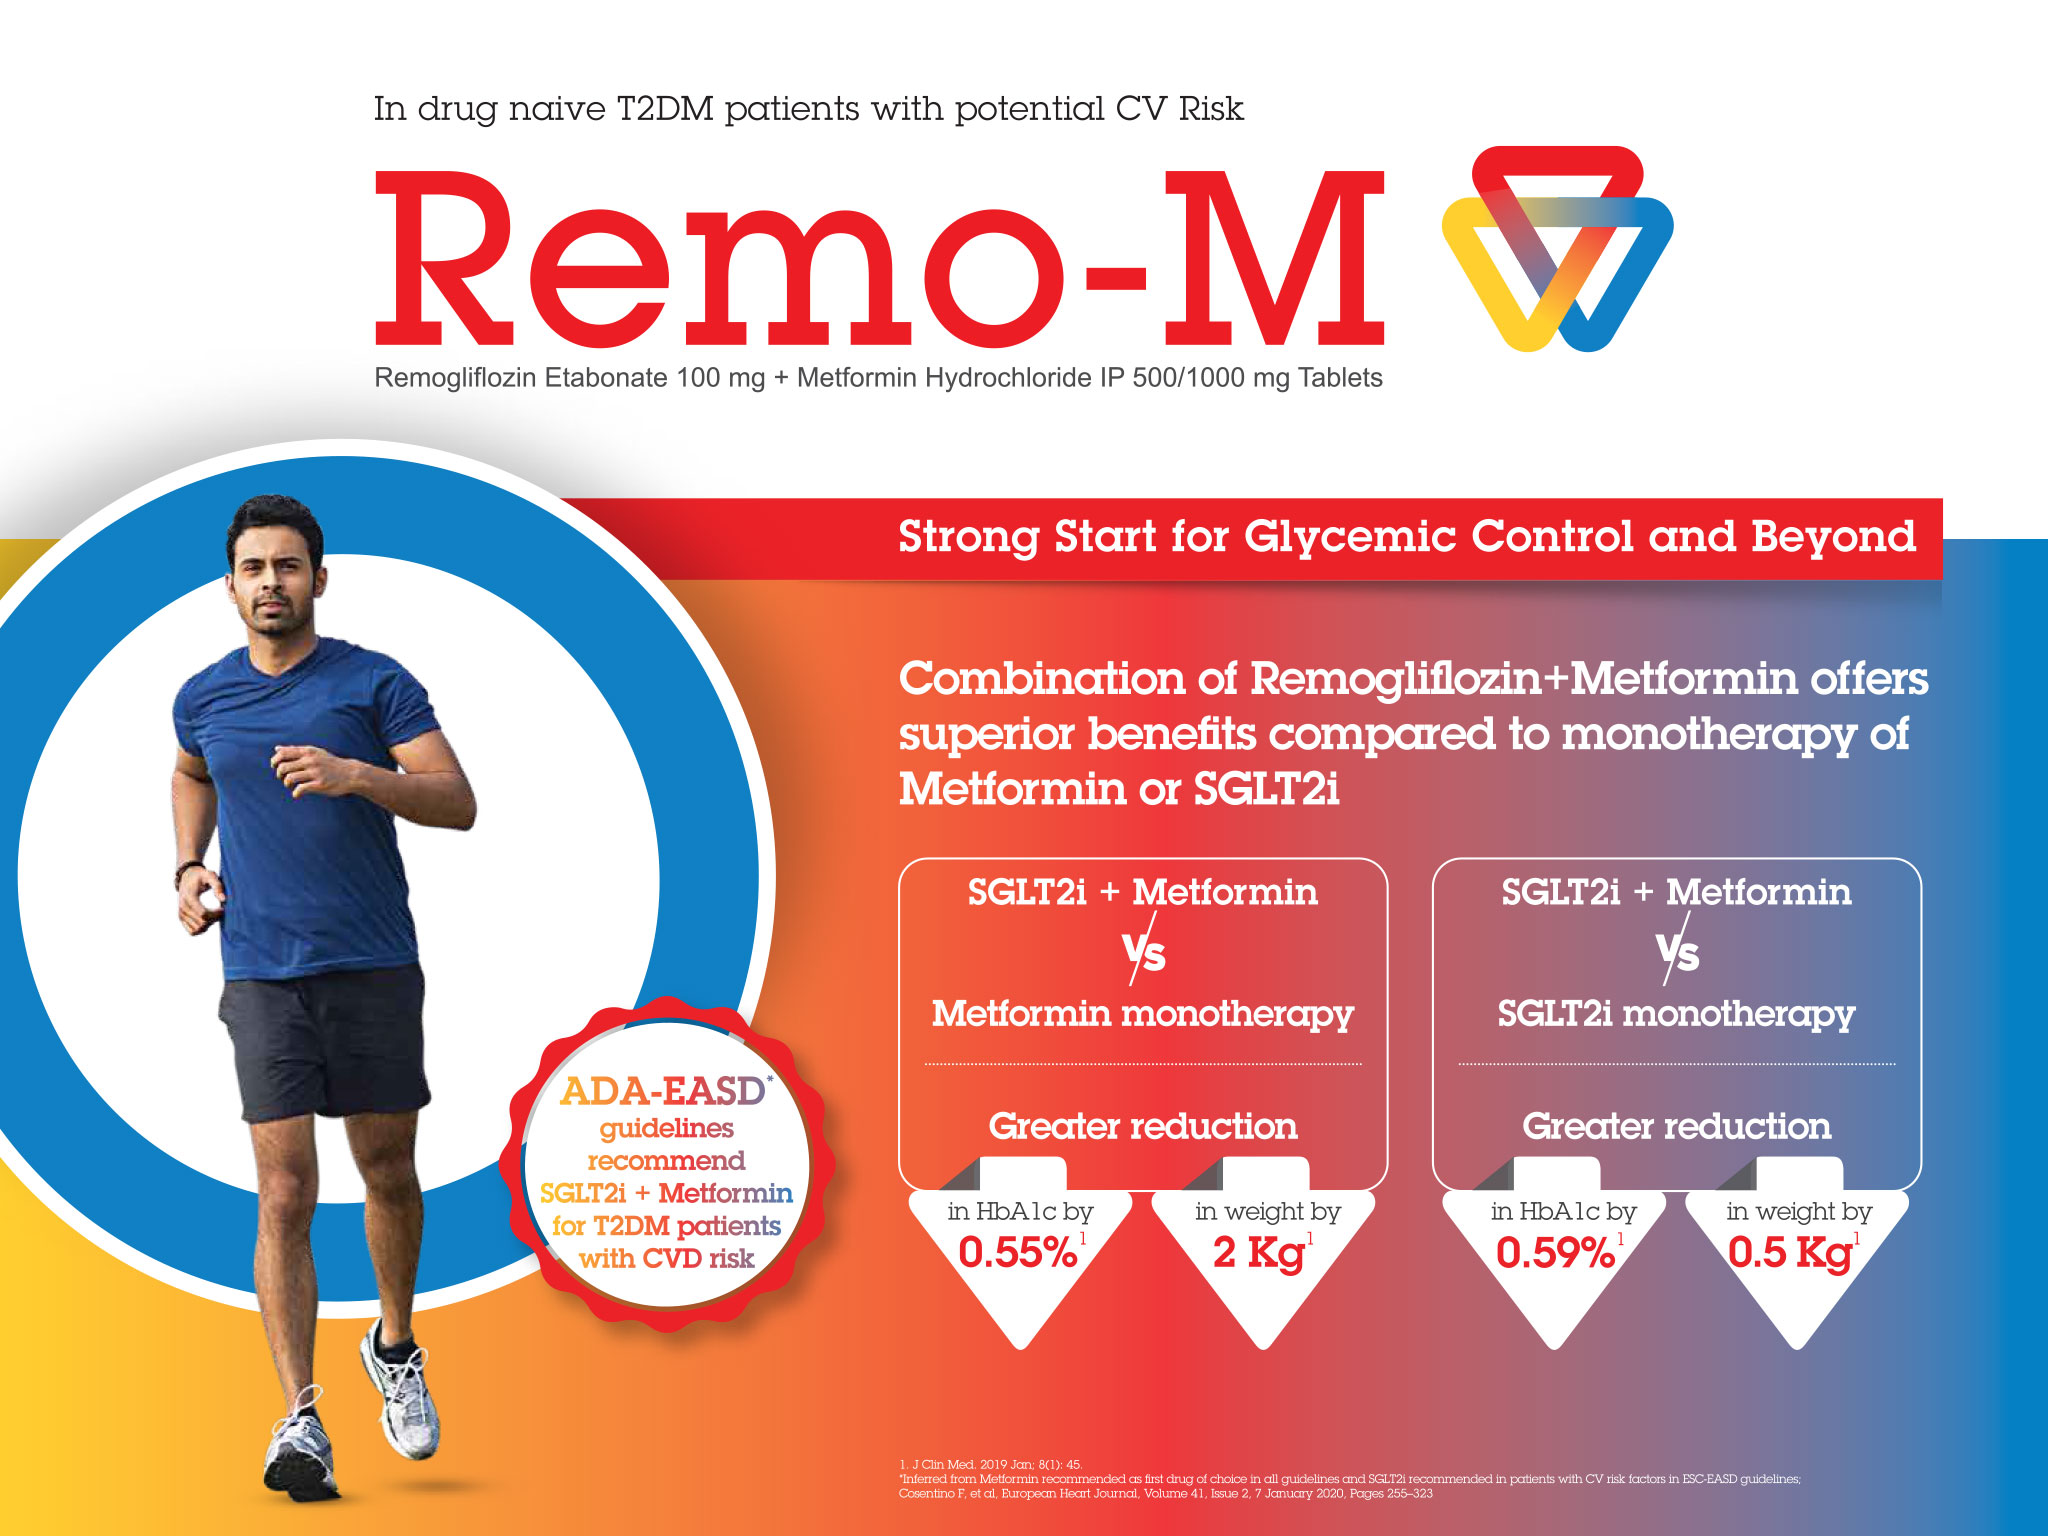 In drug naive T2DM patients with potential CV Risk
Remo-M
Remogliflozin Etabonate 100 mg + Metformin Hydrochloride IP 500/1000 mg Tablets
Strong Start for Glycemic Control and Beyond
Combination of Remogliflozin+Metformin offers
superior benefits compared to monotherapy of
Metformin or SGLT2i
SGLT2i + Metformin
Vs
Metformin monotherapy
Greater reduction
in HbA1c by
0.55%1
in weight by
2 Kg1
SGLT2i + Metformin
Vs
SGLT2i monotherapy
Greater reduction
in HbA1c by
0.59%1
in weight by
0.5 Kg1
ADA-EASD*
guidelines
recommend
SGLT2i + Metformin
for T2DM patients
with CVD risk
1. J Clin Med. 2019 Jan; 8(1): 45.
*Inferred from Metformin recommended as first drug of choice in all guidelines and SGLT2i recommended in patients with CV risk factors in ESC-EASD guidelines;
Cosentino F, et al, European Heart Journal, Volume 41, Issue 2, 7 January 2020, Pages 255–323